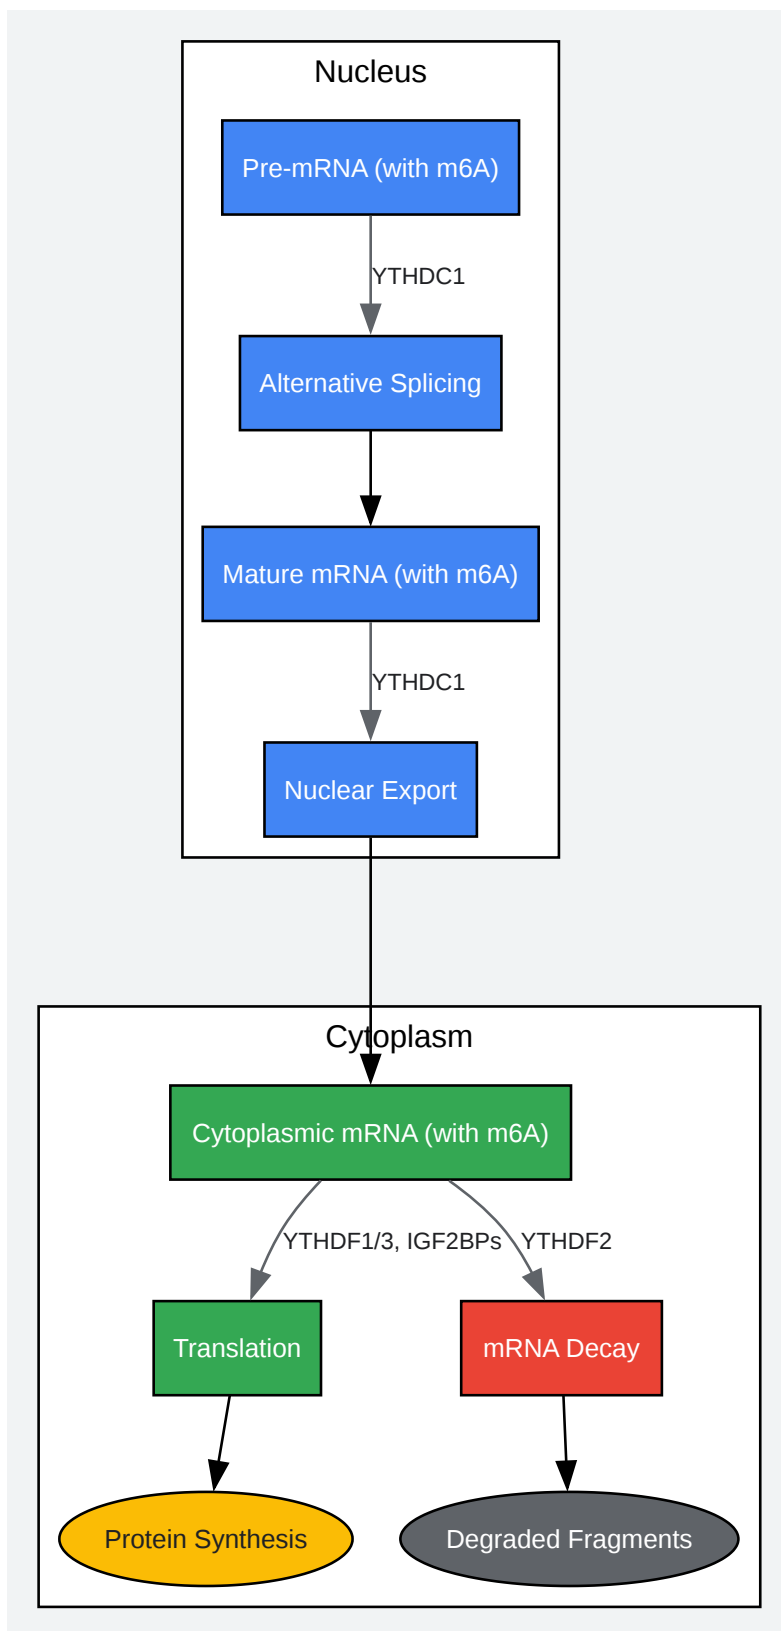 Nucleus
Pre-mRNA (with m6A)
YTHDC1
Alternative Splicing
Mature mRNA (with m6A)
YTHDC1
Nuclear Export
Cytoplasm
Cytoplasmic mRNA (with m6A)
YTHDF1/3, IGF2BPs
YTHDF2
Translation
mRNA Decay
Protein Synthesis
Degraded Fragments